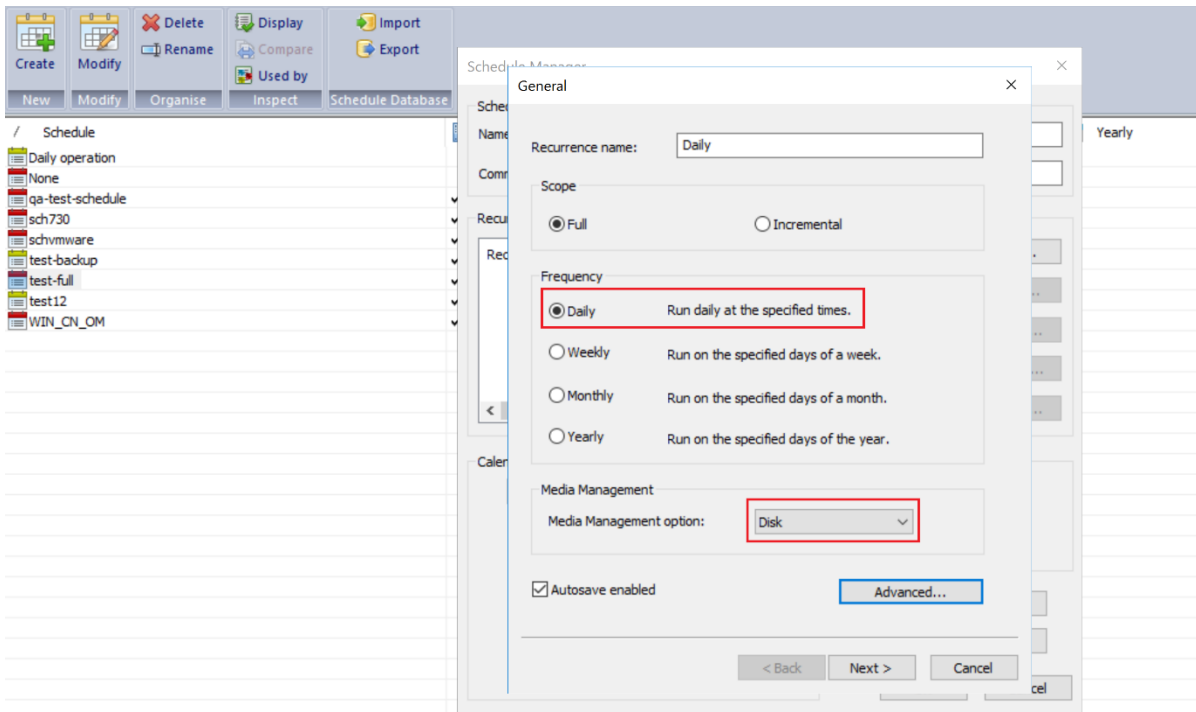 Delete
Display
Import
Rename
Compare
Export
Create
Modify
Used by
New
Modify
Organise
Inspect
Schedule Database
/ Schedule
Yearly
Daily operation
None
qa-test-schedule
sch730
schvmware
test-backup
test-full
test12
WIN_CN_OM
General
Recurrence name:
Daily
Scope
Full
Incremental
Frequency
Daily
Run daily at the specified times.
Weekly
Run on the specified days of a week.
Monthly
Run on the specified days of a month.
Yearly
Run on the specified days of the year.
Media Management
Media Management option:
Disk
Autosave enabled
Advanced...
< Back
Next >
Cancel
Name